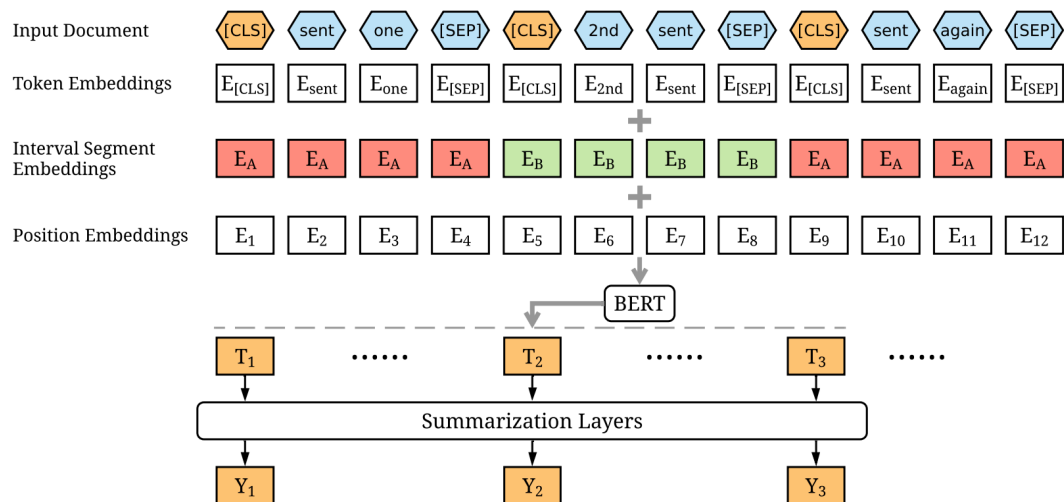 Input Document [CLS] sent one [SEP] [CLS] 2nd sent [SEP] [CLS] sent again [SEP]
Token Embeddings E[CLS] Esent Eone E[SEP] E[CLS] E2nd Esent E[SEP] E[CLS] Esent Eagain E[SEP]
+
Interval Segment
Embeddings EA EA EA EA EB EB EB EB EA EA EA EA
+
Position Embeddings E1 E2 E3 E4 E5 E6 E7 E8 E9 E10 E11 E12
BERT
T1 ...... T2 ...... T3 ......
Summarization Layers
Y1 Y2 Y3